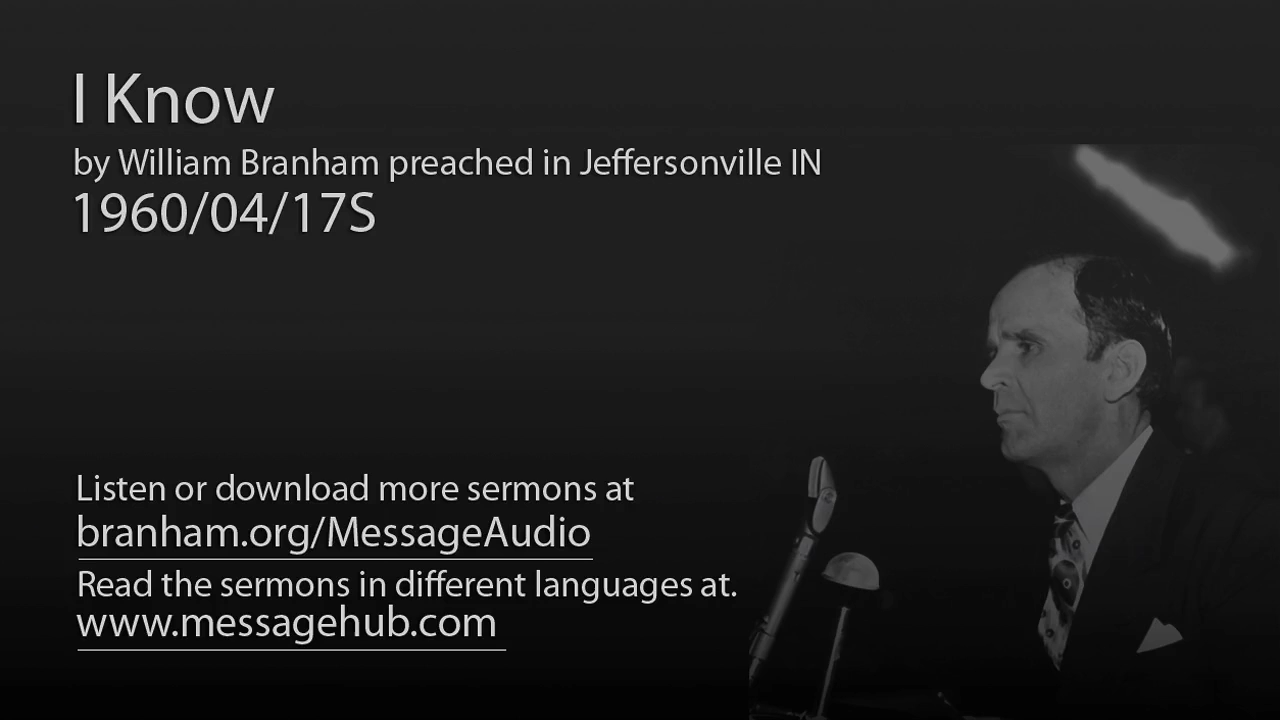 I Know
by William Branham preached in Jeffersonville IN
1960/04/17S
Listen or download more sermons at
branham.org/MessageAudio
Read the sermons in different languages at.
www.messagehub.com